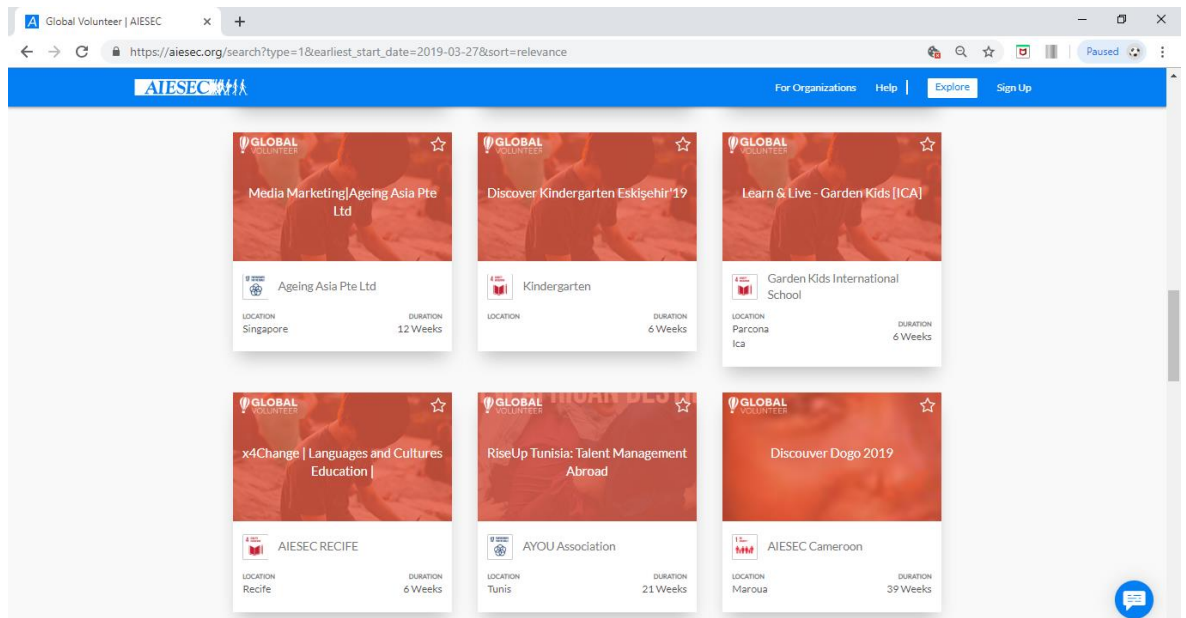 Global Volunteer | AIESEC
https://aiesec.org/search?type=1&earliest_start_date=2019-03-27&sort=relevance
Paused
AIESEC
For Organizations Help Explore Sign Up
GLOBAL
VOLUNTEER
Media Marketing|Ageing Asia Pte
Ltd
Ageing Asia Pte Ltd
LOCATION DURATION
Singapore 12 Weeks
GLOBAL
VOLUNTEER
Discover Kindergarten Eskişehir'19
Kindergarten
LOCATION DURATION
6 Weeks
GLOBAL
VOLUNTEER
Learn & Live - Garden Kids [ICA]
Garden Kids International
School
LOCATION DURATION
Parcona 6 Weeks
Ica
GLOBAL
VOLUNTEER
x4Change | Languages and Cultures
Education |
AIESEC RECIFE
LOCATION DURATION
Recife 6 Weeks
GLOBAL
VOLUNTEER
RiseUp Tunisia: Talent Management
Abroad
AYOU Association
LOCATION DURATION
Tunis 21 Weeks
GLOBAL
VOLUNTEER
Discouver Dogo 2019
AIESEC Cameroon
LOCATION DURATION
Maroua 39 Weeks